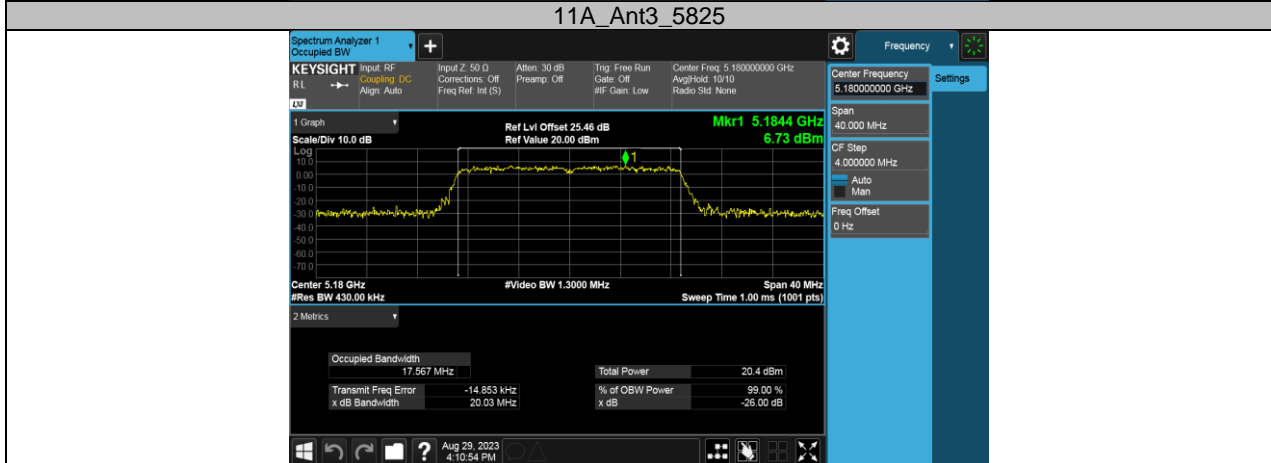 11A_Ant3_5825
Spectrum Analyzer 1
Occupied BW
+
Frequency
KEYSIGHT
RL
Input: RF
Coupling: DC
Align: Auto
Input Z: 50 Ω
Corrections: Off
Freq Ref: Int (S)
Atten: 30 dB
Preamp: Off
Trig: Free Run
Gate: Off
#IF Gain: Low
Center Freq: 5.180000000 GHz
Avg|Hold: 10/10
Radio Std: None
LXI
Center Frequency
5.180000000 GHz
Settings
Span
40.000 MHz
CF Step
4.000000 MHz
Auto
Man
Freq Offset
0 Hz
1 Graph
Scale/Div 10.0 dB
Ref Lvl Offset 25.46 dB
Ref Value 20.00 dBm
Mkr1 5.1844 GHz
6.73 dBm
Log
10.0
0.00
-10.0
-20.0
-30.0
-40.0
-50.0
-60.0
-70.0
1
Center 5.18 GHz
#Res BW 430.00 kHz
#Video BW 1.3000 MHz
Span 40 MHz
Sweep Time 1.00 ms (1001 pts)
2 Metrics
Occupied Bandwidth
17.567 MHz
Total Power 20.4 dBm
Transmit Freq Error -14.853 kHz
% of OBW Power 99.00 %
x dB Bandwidth 20.03 MHz
x dB -26.00 dB
?
Aug 29, 2023
4:10:54 PM